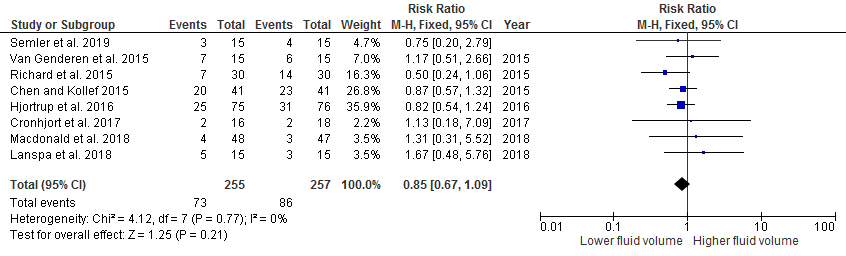 Risk Ratio Risk Ratio
Study or Subgroup Events Total Events Total Weight M-H, Fixed, 95% CI Year M-H, Fixed, 95% CI
Semler et al. 2019 3 15 4 15 4.7% 0.75 [0.20, 2.79]
Van Genderen et al. 2015 7 15 6 15 7.0% 1.17 [0.51, 2.66] 2015
Richard et al. 2015 7 30 14 30 16.3% 0.50 [0.24, 1.06] 2015
Chen and Kollef 2015 20 41 23 41 26.8% 0.87 [0.57, 1.32] 2015
Hjortrup et al. 2016 25 75 31 76 35.9% 0.82 [0.54, 1.24] 2016
Cronhjort et al. 2017 2 16 2 18 2.2% 1.13 [0.18, 7.09] 2017
Macdonald et al. 2018 4 48 3 47 3.5% 1.31 [0.31, 5.52] 2018
Lanspa et al. 2018 5 15 3 15 3.5% 1.67 [0.48, 5.76] 2018
Total (95% CI) 255 257 100.0% 0.85 [0.67, 1.09]
Total events 73 86
Heterogeneity: Chi² = 4.12, df = 7 (P = 0.77); I² = 0%
Test for overall effect: Z = 1.25 (P = 0.21)
0.01 0.1 1 10 100
Lower fluid volume Higher fluid volume